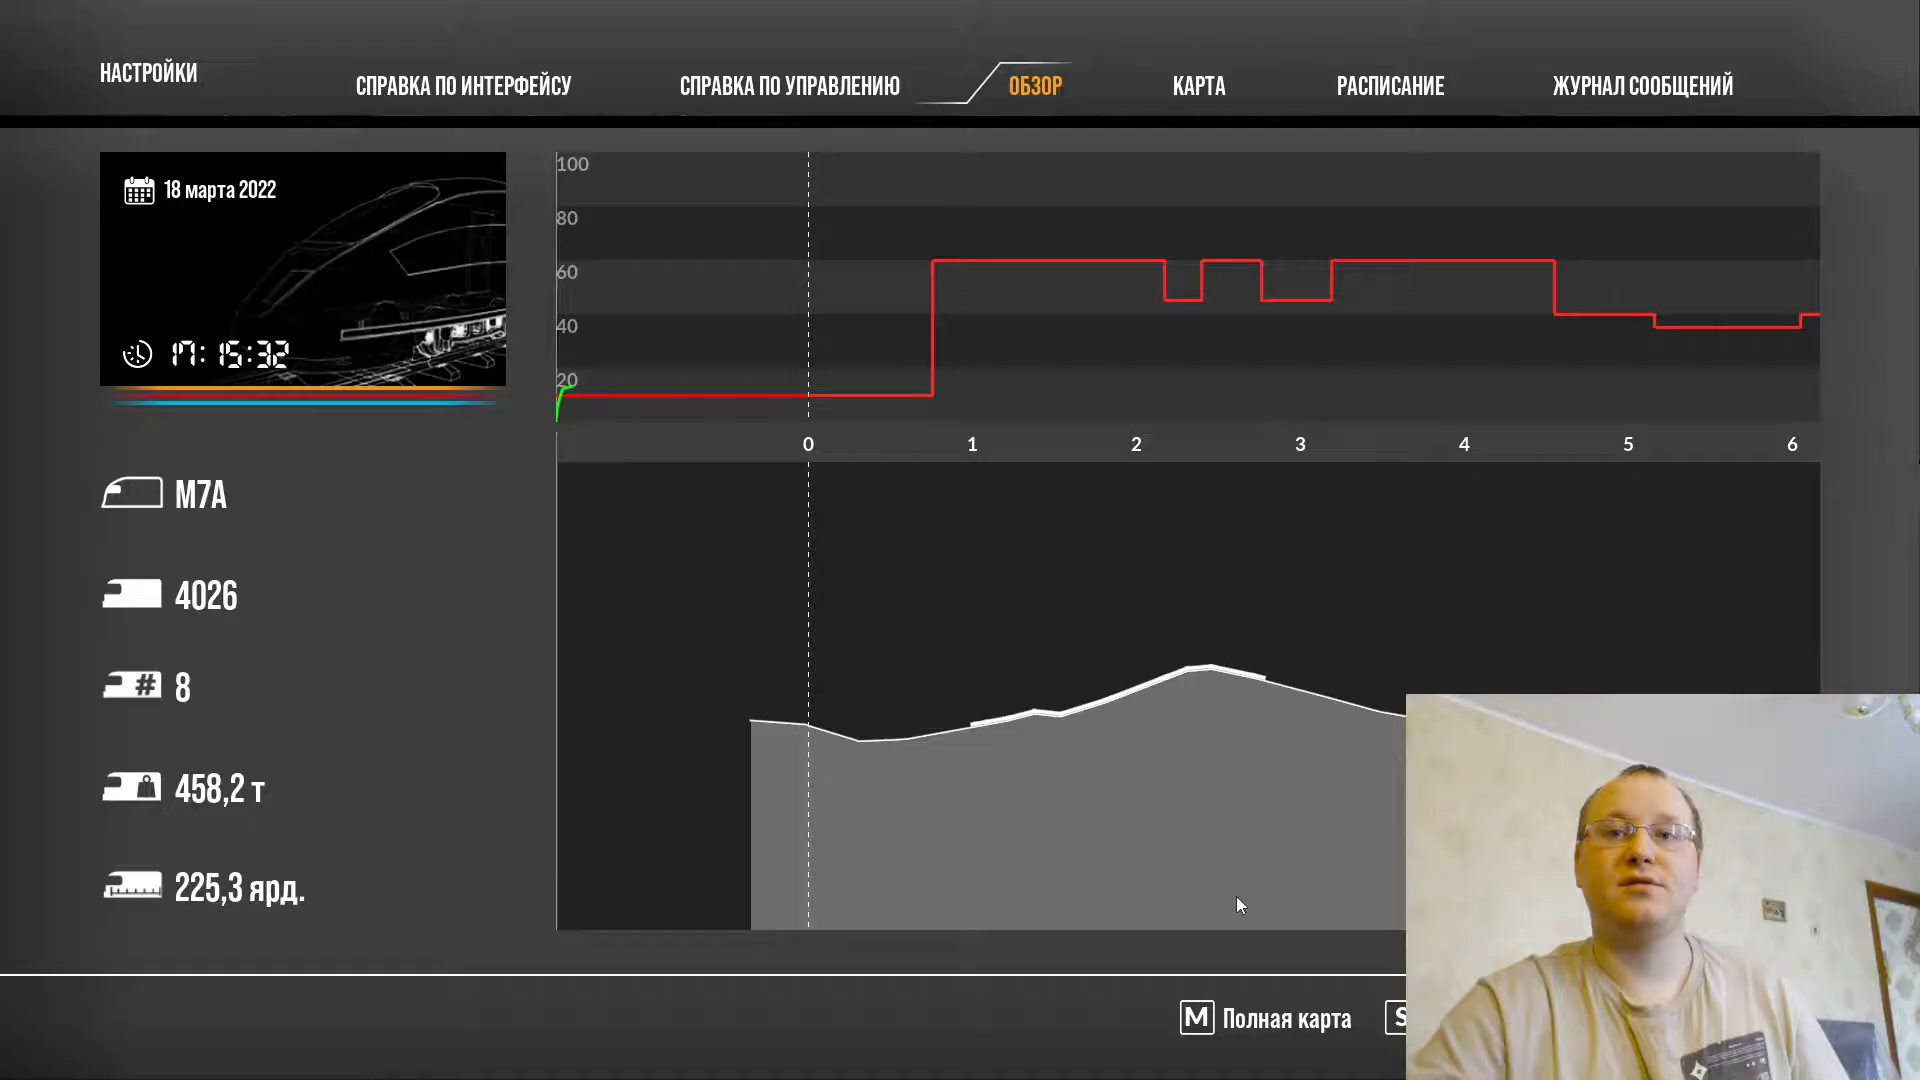 НАСТРОЙКИ
СПРАВКА ПО ИНТЕРФЕЙСУ
СПРАВКА ПО УПРАВЛЕНИЮ
ОБЗОР
КАРТА
РАСПИСАНИЕ
ЖУРНАЛ СООБЩЕНИЙ
18 марта 2022
17:15:32
M7A
4026
# 8
458,2 т
225,3 ярд.
100
80
60
40
20
0 1 2 3 4 5 6
M Полная карта
S